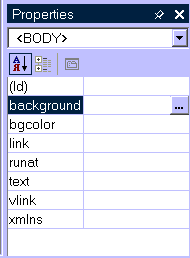 Properties
<BODY>
(Id)
background
...
bgcolor
link
runat
text
vlink
xmlns